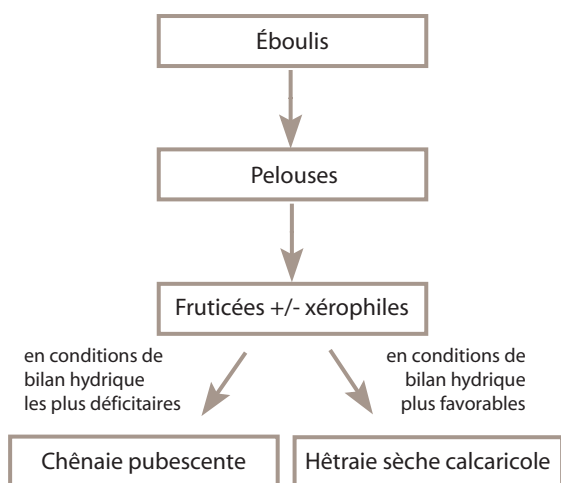 Éboulis
Pelouses
Fruticées +/- xérophiles
en conditions de
bilan hydrique
les plus déficitaires
en conditions de
bilan hydrique
plus favorables
Chênaie pubescente
Hêtraie sèche calcaricole